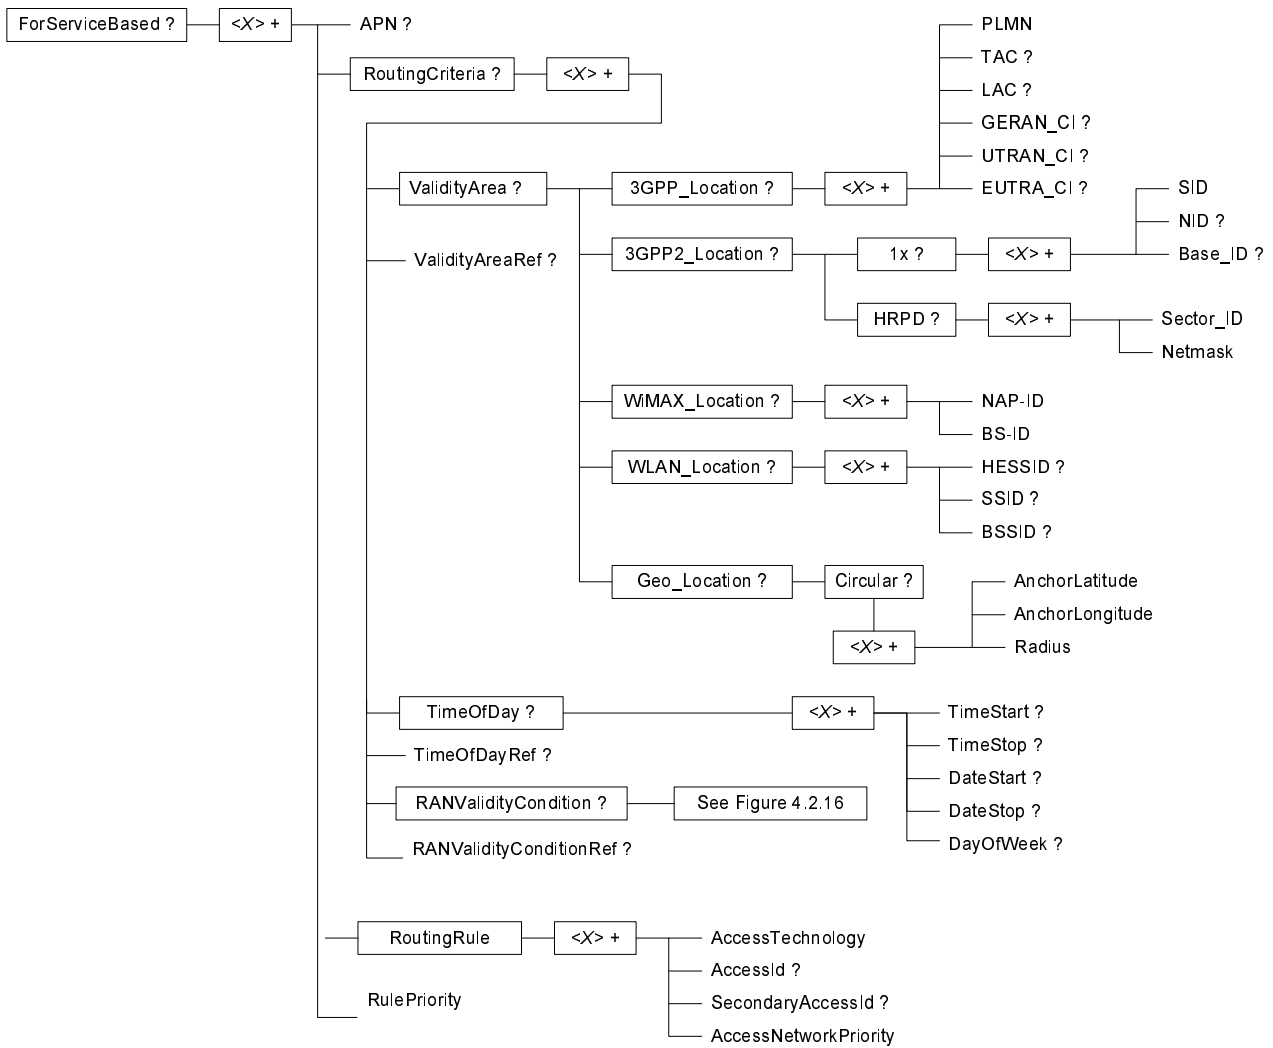 ForServiceBased ? <X> + APN ? PLMN
RoutingCriteria ? <X> + TAC ?
LAC ?
GERAN_CI ?
UTRAN_CI ?
ValidityArea ? 3GPP_Location ? <X> + EUTRA_CI ? SID
NID ?
ValidityAreaRef ? 3GPP2_Location ? 1x ? <X> + Base_ID ?
HRPD ? <X> + Sector_ID
Netmask
WiMAX_Location ? <X> + NAP-ID
BS-ID
WLAN_Location ? <X> + HESSID ?
SSID ?
BSSID ?
Geo_Location ? Circular ? AnchorLatitude
AnchorLongitude
<X> + Radius
TimeOfDay ? <X> + TimeStart ?
TimeOfDayRef ? TimeStop ?
DateStart ?
RANValidityCondition ? See Figure 4.2.16 DateStop ?
RANValidityConditionRef ? DayOfWeek ?
RoutingRule <X> + AccessTechnology
AccessId ?
RulePriority SecondaryAccessId ?
AccessNetworkPriority